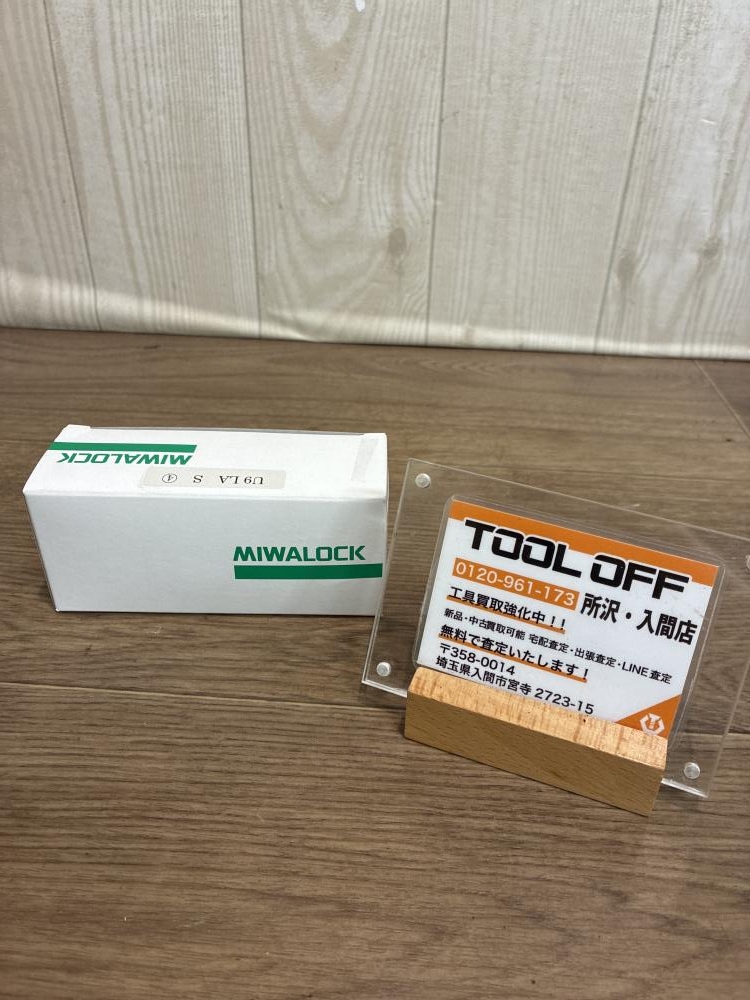 MIWALOCK
U9LA S ④
MIWALOCK
TOOL OFF
0120-961-173 所沢・入間店
工具買取強化中！！
新品・中古買取可能 宅配査定・出張査定・LINE査定
無料で査定いたします！
〒358-0014
埼玉県入間市宮寺 2723-15